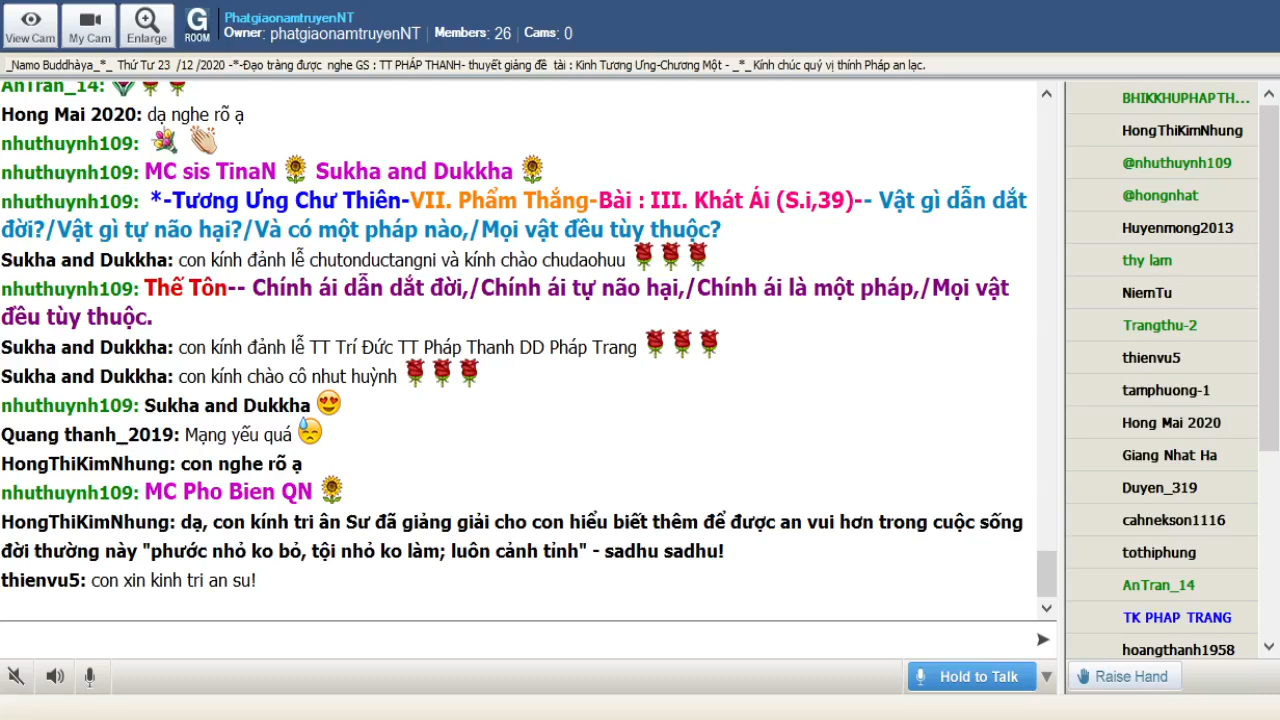 View Cam
My Cam
Enlarge
G
ROOM
PhatgiaonamtruyenNT
Owner: phatgiaonamtruyenNT | Members: 26 | Cams: 0
_Namo Buddhàya_*_ Thứ Tư 23 /12 /2020 -*-Đạo tràng được nghe GS : TT PHÁP THANH- thuyết giảng đề tài : Kinh Tương Ưng-Chương Một - _*_Kính chúc quý vị thính Pháp an lạc.
AnTran_14:
Hong Mai 2020: dạ nghe rõ ạ
nhuthuynh109:
nhuthuynh109: MC sis TinaN Sukha and Dukkha
nhuthuynh109: *-Tương Ưng Chư Thiên-VII. Phẩm Thắng-Bài : III. Khát Ái (S.i,39)-- Vật gì dẫn dắt
đời?/Vật gì tự não hại?/Và có một pháp nào,/Mọi vật đều tùy thuộc?
Sukha and Dukkha: con kính đảnh lễ chutonductangni và kính chào chudaohuu
nhuthuynh109: Thế Tôn-- Chính ái dẫn dắt đời,/Chính ái tự não hại,/Chính ái là một pháp,/Mọi vật
đều tùy thuộc.
Sukha and Dukkha: con kính đảnh lễ TT Trí Đức TT Pháp Thanh DD Pháp Trang
Sukha and Dukkha: con kính chào cô nhut huỳnh
nhuthuynh109: Sukha and Dukkha
Quang thanh_2019: Mạng yếu quá
HongThiKimNhung: con nghe rõ ạ
nhuthuynh109: MC Pho Bien QN
HongThiKimNhung: dạ, con kính tri ân Sư đã giảng giải cho con hiểu biết thêm để được an vui hơn trong cuộc sống
đời thường này "phước nhỏ ko bỏ, tội nhỏ ko làm; luôn cảnh tỉnh" - sadhu sadhu!
thienvu5: con xin kinh tri an su!
BHIKKHUPHAPTH...
HongThiKimNhung
@nhuthuynh109
@hongnhat
Huyenmong2013
thy lam
NiemTu
Trangthu-2
thienvu5
tamphuong-1
Hong Mai 2020
Giang Nhat Ha
Duyen_319
cahnekson1116
tothiphung
AnTran_14
TK PHAP TRANG
hoangthanh1958
Hold to Talk
Raise Hand